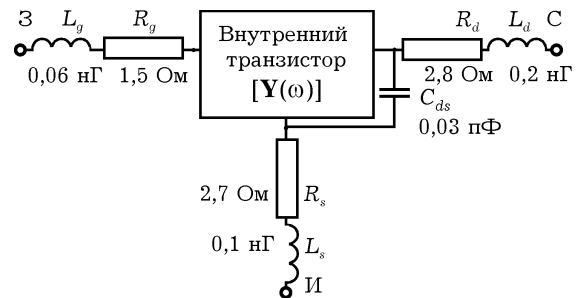 З L_g R_g R_d L_d С
Внутренний
транзистор
[Y(ω)]
0,06 нГ 1,5 Ом 2,8 Ом 0,2 нГ
C_ds
0,03 пФ
2,7 Ом R_s
0,1 нГ L_s
И